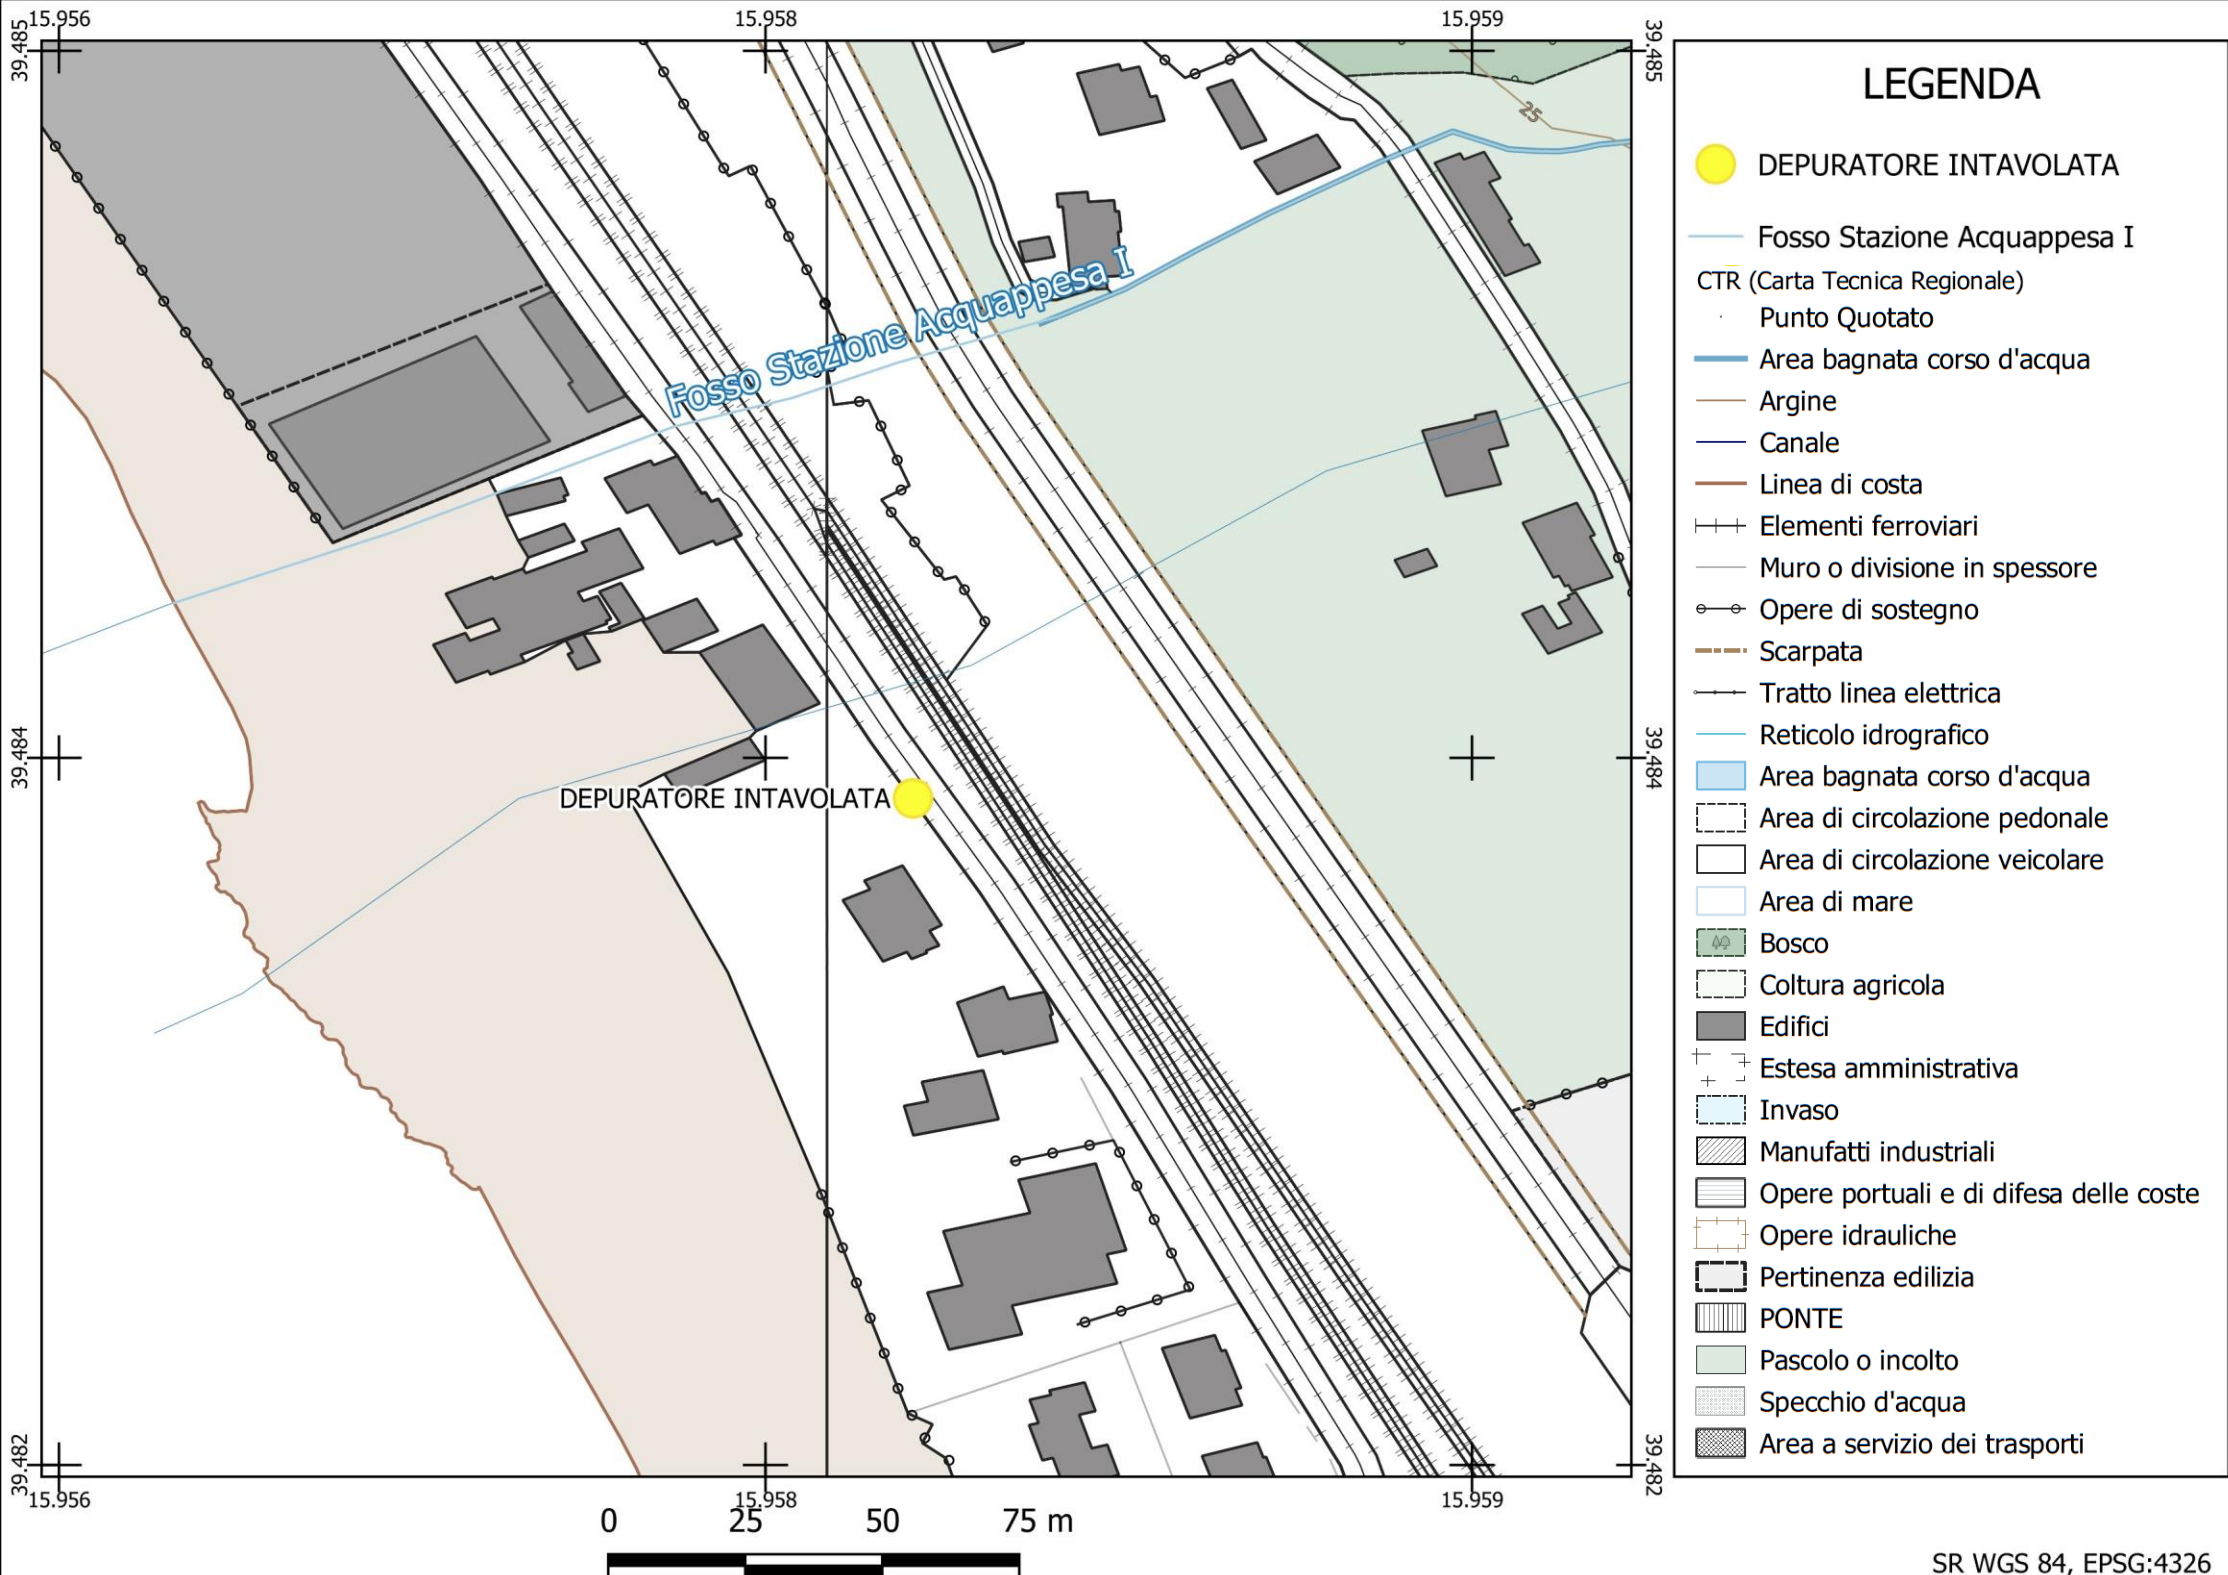 15.956
15.958
15.959
39.485
39.485
25
Fosso Stazione Acquappesa I
39.484
39.484
DEPURATORE INTAVOLATA
39.482
39.482
15.956
15.958
15.959
0 25 50 75 m
LEGENDA
DEPURATORE INTAVOLATA
Fosso Stazione Acquappesa I
CTR (Carta Tecnica Regionale)
Punto Quotato
Area bagnata corso d'acqua
Argine
Canale
Linea di costa
Elementi ferroviari
Muro o divisione in spessore
Opere di sostegno
Scarpata
Tratto linea elettrica
Reticolo idrografico
Area bagnata corso d'acqua
Area di circolazione pedonale
Area di circolazione veicolare
Area di mare
Bosco
Coltura agricola
Edifici
Estesa amministrativa
Invaso
Manufatti industriali
Opere portuali e di difesa delle coste
Opere idrauliche
Pertinenza edilizia
PONTE
Pascolo o incolto
Specchio d'acqua
Area a servizio dei trasporti
SR WGS 84, EPSG:4326